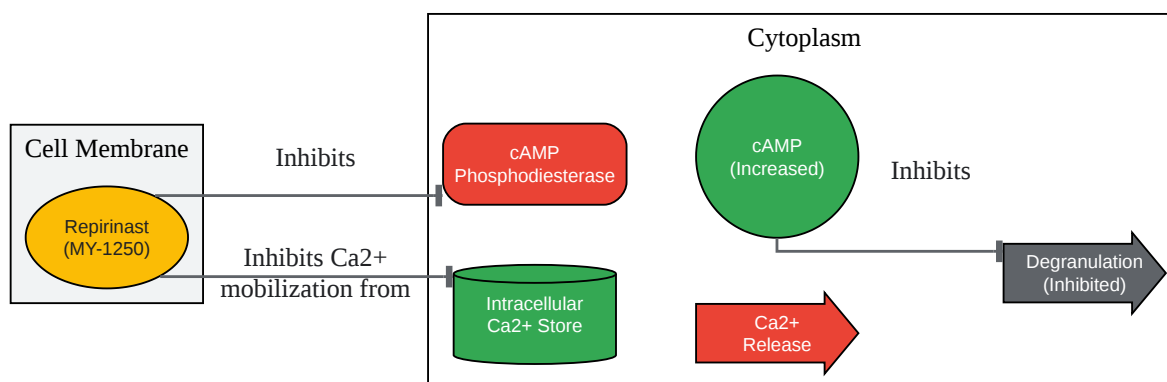 Cytoplasm
Cell Membrane
Inhibits
cAMP
Phosphodiesterase
cAMP
(Increased)
Inhibits
Repirinast
(MY-1250)
Inhibits Ca2+
mobilization from
Intracellular
Ca2+ Store
Ca2+
Release
Degranulation
(Inhibited)